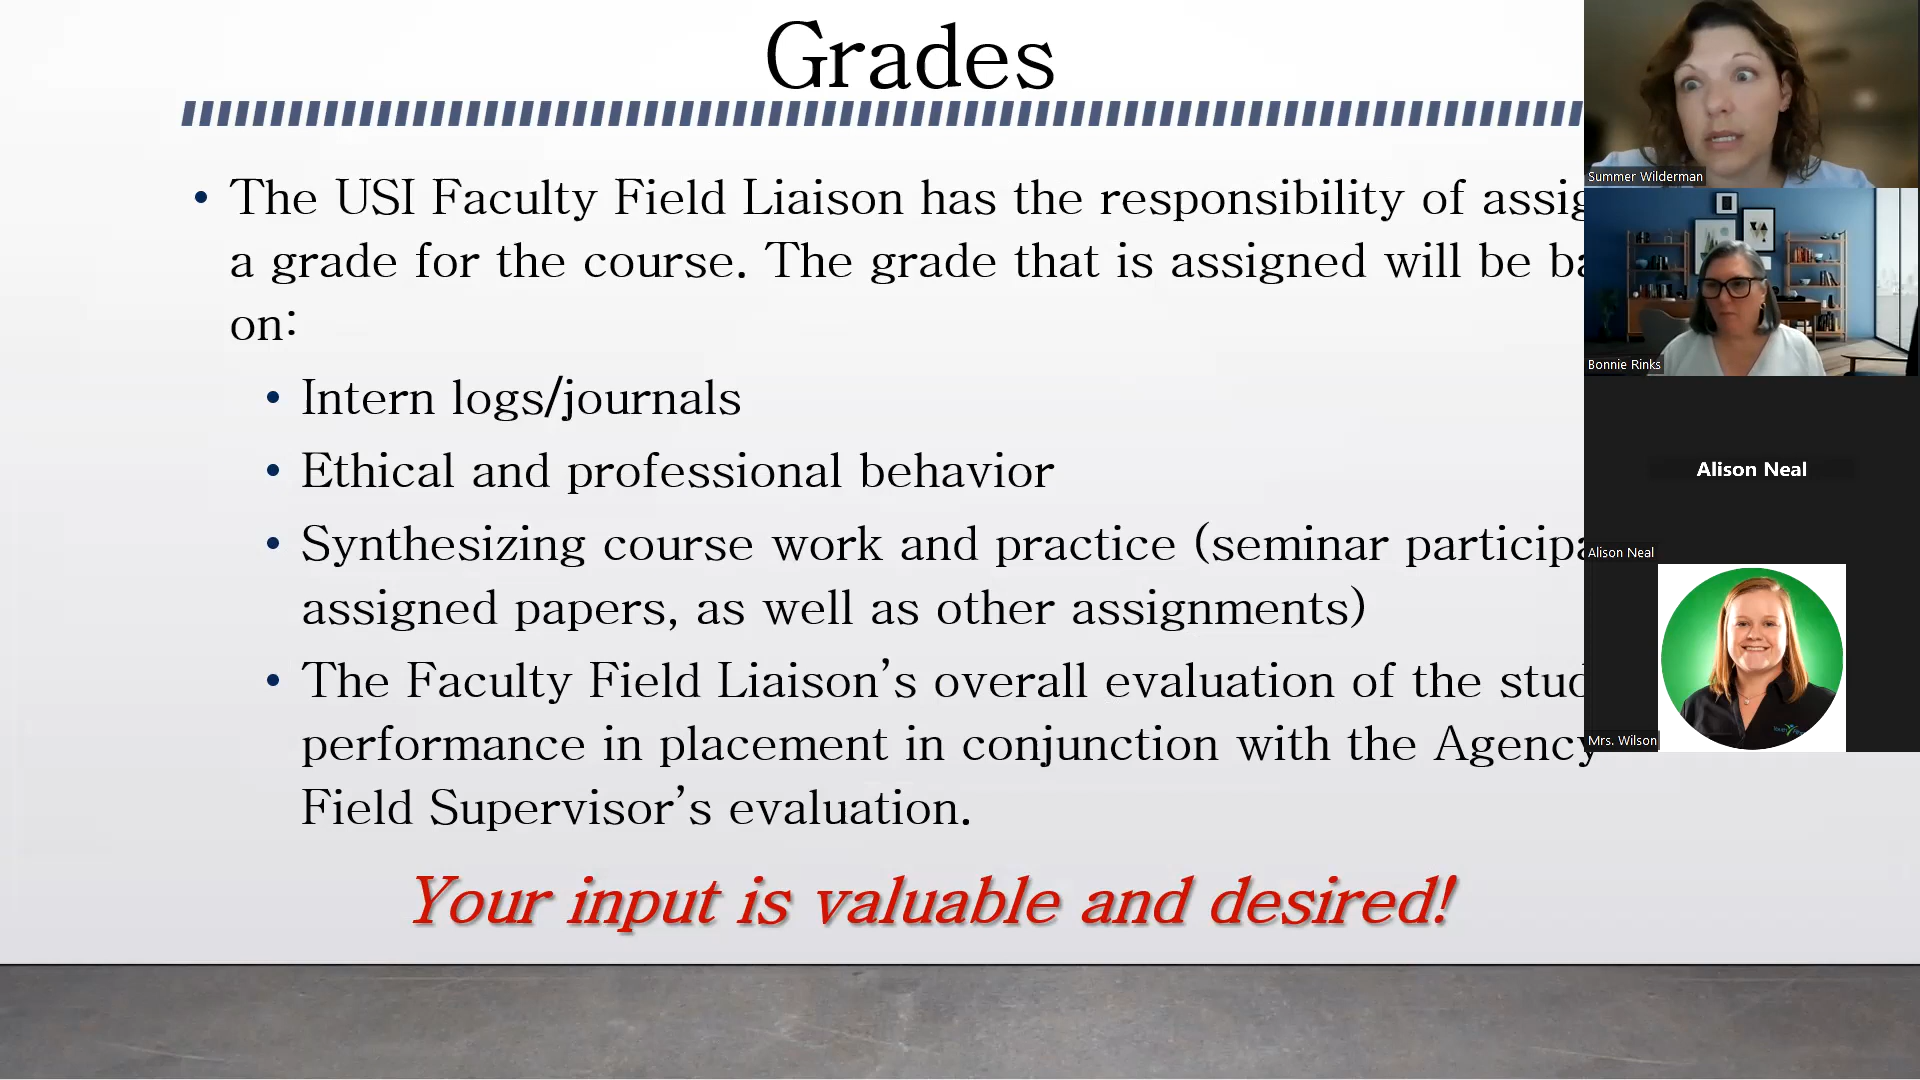 Grades
• The USI Faculty Field Liaison has the responsibility of
a grade for the course. The grade that is assigned will be
on:
• Intern logs/journals
• Ethical and professional behavior
• Synthesizing course work and practice (seminar
assigned papers, as well as other assignments)
• The Faculty Field Liaison’s overall evaluation of the
performance in placement in conjunction with the Agency
Field Supervisor’s evaluation.
Your input is valuable and desired!
Summer Wilderman
Bonnie Rinks
Alison Neal
Alison Neal
Mrs. Wilson